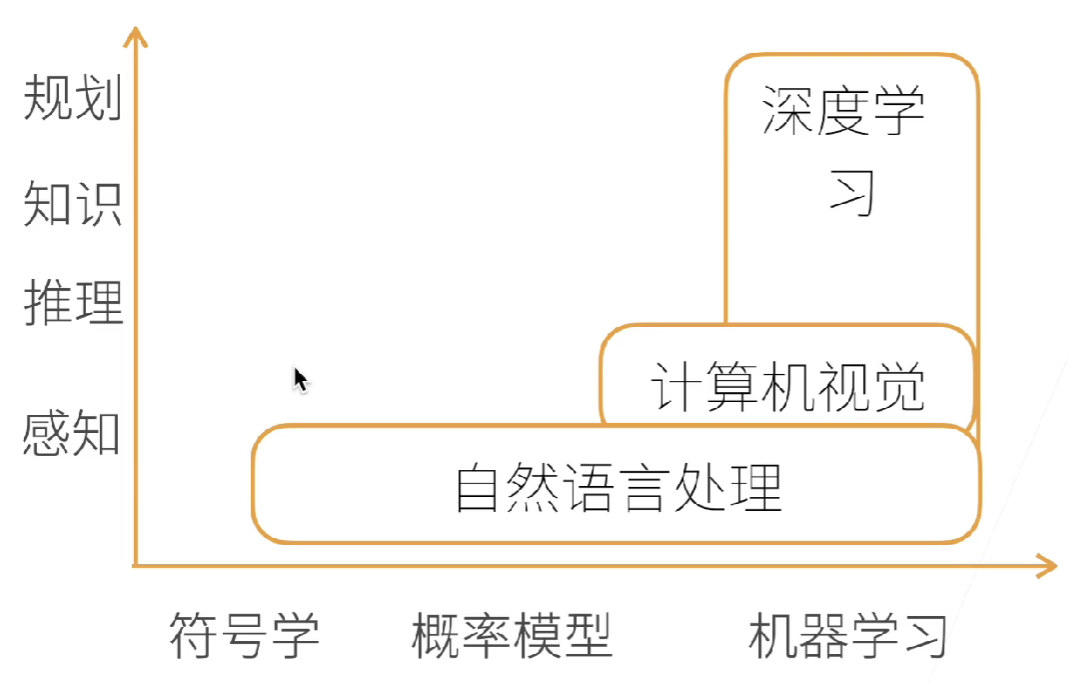 规划
知识
推理
感知
深度学
习
计算机视觉
自然语言处理
符号学
概率模型
机器学习